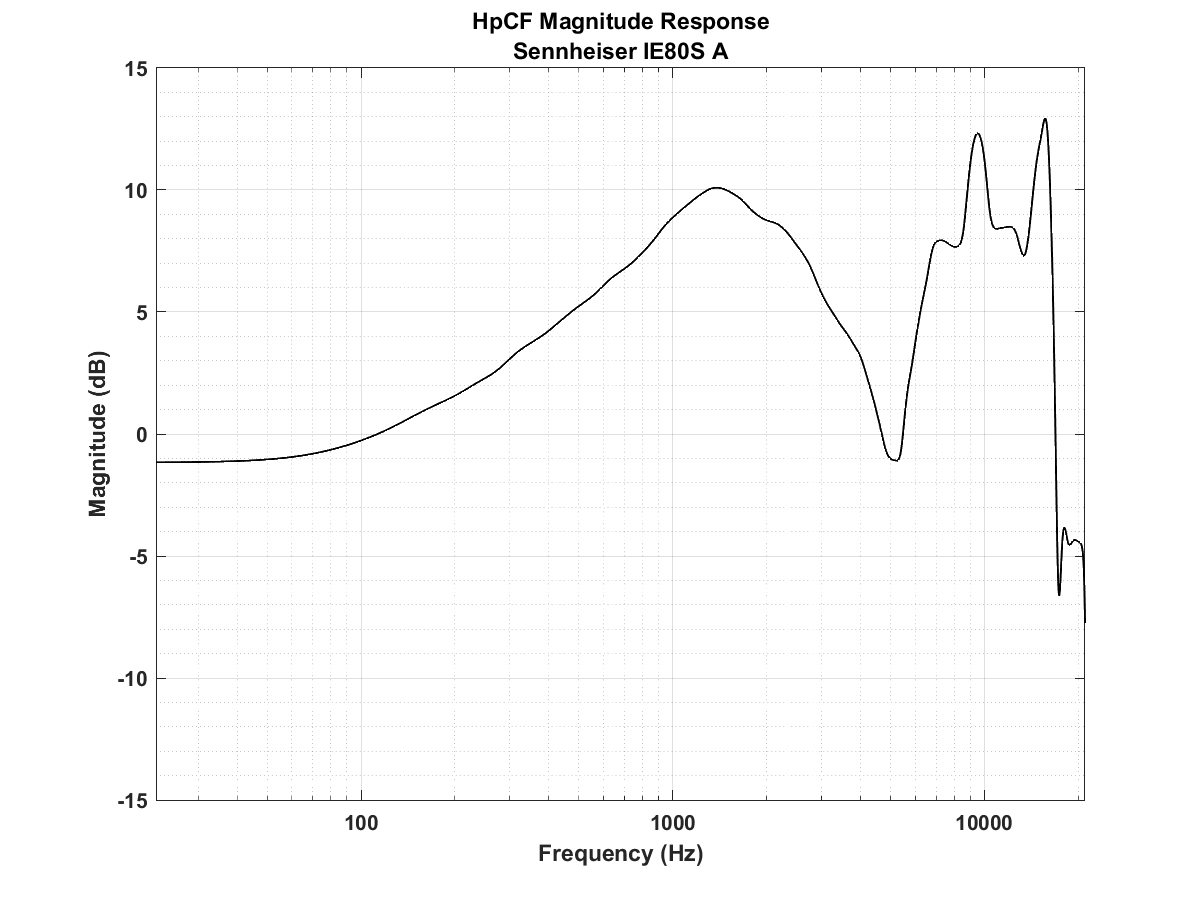 HpCF Magnitude Response
Sennheiser IE80S A
15
10
5
0
-5
-10
-15
Magnitude (dB)
100
1000
10000
Frequency (Hz)